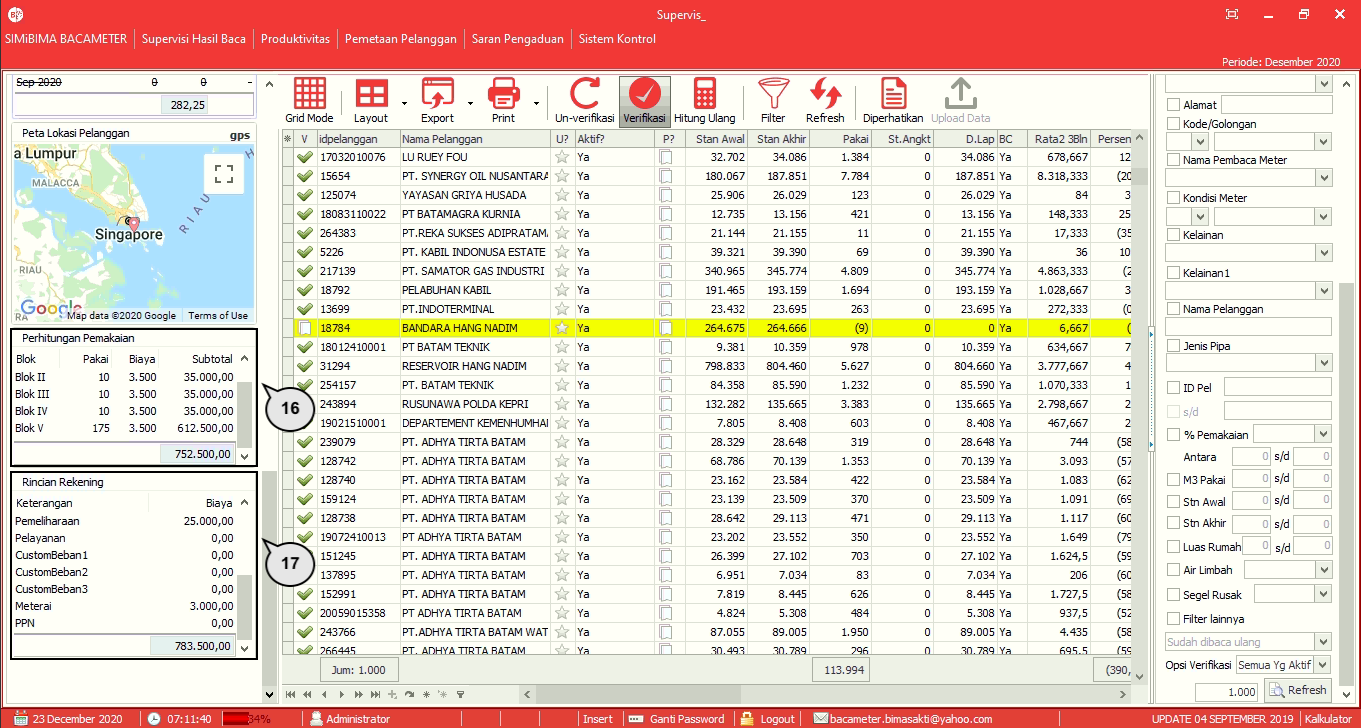 Supervis_
SIMiBIMA BACAMETER Supervisi Hasil Baca Produktivitas Pemetaan Pelanggan Saran Pengaduan Sistem Kontrol
Periode: Desember 2020
Sep 2020 0 0 -
282,25
Peta Lokasi Pelanggan gps
a Lumpur
MALACCA
Singapore
RIAU
RIAU
Google Map data ©2020 Google Terms of Use
Perhitungan Pemakaian
Blok Pakai Biaya Subtotal
Blok II 10 3.500 35.000,00
Blok III 10 3.500 35.000,00
Blok IV 10 3.500 35.000,00
Blok V 175 3.500 612.500,00
752.500,00
16
Rincian Rekening
Keterangan Biaya
Pemeliharaan 25.000,00
Pelayanan 0,00
CustomBeban1 0,00
CustomBeban2 0,00
CustomBeban3 0,00
Meterai 3.000,00
PPN 0,00
783.500,00
17
Grid Mode Layout Export Print Un-verifikasi Verifikasi Hitung Ulang Filter Refresh Diperhatikan Upload Data
V idpelanggan Nama Pelanggan U? Aktif? P? Stan Awal Stan Akhir Pakai St.Angkt D.Lap BC Rata2 3Bln Persen
17032010076 LU RUEY FOU Ya 32.702 34.086 1.384 0 34.086 Ya 678,667 12
15654 PT. SYNERGY OIL NUSANTARA Ya 180.067 187.851 7.784 0 187.851 Ya 8.318,333 (20
125074 YAYASAN GRIYA HUSADA Ya 25.906 26.029 123 0 26.029 Ya 84 3
18083110022 PT BATAMAGRA KURNIA Ya 12.735 13.156 421 0 13.156 Ya 148,333 25
264383 PT.REKA SUKSES ADIPRATAMA Ya 21.144 21.155 11 0 21.155 Ya 17,333 (35
5226 PT. KABIL INDONUSA ESTATE Ya 39.321 39.390 69 0 39.390 Ya 36 10
217139 PT. SAMATOR GAS INDUSTRI Ya 340.965 345.774 4.809 0 345.774 Ya 4.863,333 (2
18792 PELABUHAN KABIL Ya 191.465 193.159 1.694 0 193.159 Ya 1.028,667 3
13699 PT.INDOTERMINAL Ya 23.432 23.695 263 0 23.695 Ya 272,333 (0
18784 BANDARA HANG NADIM Ya 264.675 264.666 (9) 0 0 Ya 6,667 (
18012410001 PT BATAM TEKNIK Ya 9.381 10.359 978 0 10.359 Ya 634,667 7
31294 RESERVOIR HANG NADIM Ya 798.833 804.460 5.627 0 804.660 Ya 3.777,667 4
254157 PT. BATAM TEKNIK Ya 84.358 85.590 1.232 0 85.590 Ya 1.070,333 1
243894 RUSUNAWA POLDA KEPRI Ya 132.282 135.665 3.383 0 135.665 Ya 2.798,667 2
19021510001 DEPARTEMENT KEMENHUMHAI Ya 7.805 8.408 603 0 8.408 Ya 467,667 2
239079 PT. ADHYA TIRTA BATAM Ya 28.329 28.648 319 0 28.648 Ya 744 (58
128742 PT. ADHYA TIRTA BATAM Ya 68.786 70.139 1.353 0 70.139 Ya 3.093 (57
128740 PT. ADHYA TIRTA BATAM Ya 23.162 23.584 422 0 23.584 Ya 1.083 (62
159124 PT. ADHYA TIRTA BATAM Ya 23.139 23.509 370 0 23.509 Ya 1.091 (69
128738 PT. ADHYA TIRTA BATAM Ya 28.642 29.113 471 0 29.113 Ya 1.117 (60
19072410013 PT ADHYA TIRTA BATAM Ya 23.202 23.552 350 0 23.552 Ya 1.649 (79
151245 PT. ADHYA TIRTA BATAM Ya 26.399 27.102 703 0 27.102 Ya 1.624,5 (59
137895 PT. ADHYA TIRTA BATAM Ya 6.951 7.034 83 0 7.034 Ya 206 (60
152991 PT. ADHYA TIRTA BATAM Ya 7.819 8.445 626 0 8.445 Ya 1.727,5 (58
20059015358 PT ADHYA TIRTA BATAM Ya 4.824 5.308 484 0 5.308 Ya 937,5 (52
243766 PT.ADHYA TIRTA BATAM WAT Ya 87.055 89.005 1.950 0 89.005 Ya 4.435 (58
266445 PT. ADHYA TIRTA BATAM Ya 30.493 30.789 296 0 30.789 Ya 695,5 (58
Jum: 1.000 113.994 (390,
Alamat
Kode/Golongan
Nama Pembaca Meter
Kondisi Meter
Kelainan
Kelainan1
Nama Pelanggan
Jenis Pipa
ID Pel
s/d
% Pemakaian
Antara 0 s/d 0
M3 Pakai 0 s/d 0
Stn Awal 0 s/d 0
Stn Akhir 0 s/d 0
Luas Rumah 0 s/d 0
Air Limbah
Segel Rusak
Filter lainnya
Sudah dibaca ulang
Opsi Verifikasi Semua Yg Aktif
1.000 Refresh
23 December 2020 07:11:40 34% Administrator Insert Ganti Password Logout bacameter.bimasakti@yahoo.com UPDATE 04 SEPTEMBER 2019 Kalkulator